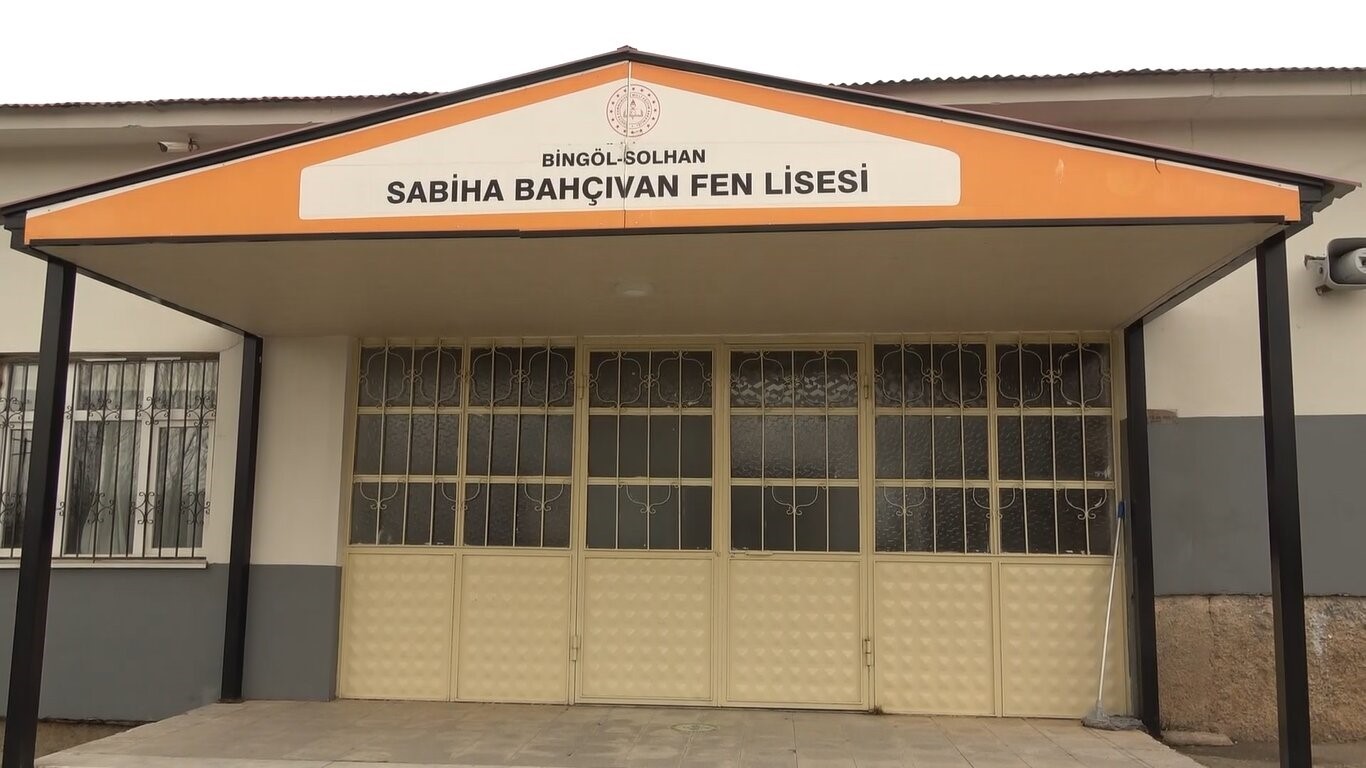 BİNGÖL-SOLHAN
SABİHA BAHÇIVAN FEN LİSESİ